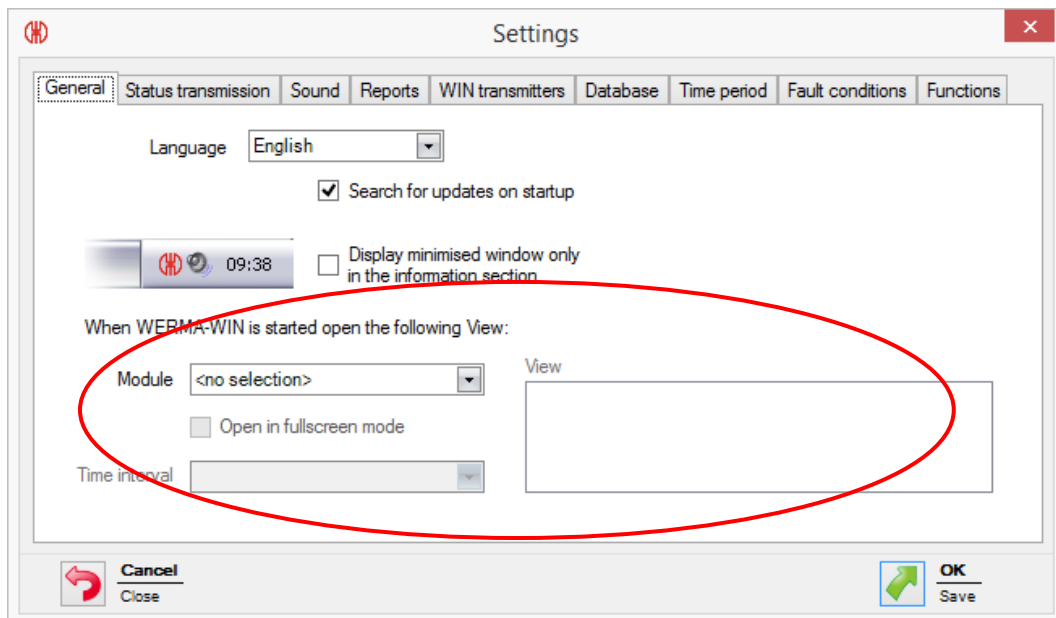 Settings
General Status transmission Sound Reports WIN transmitters Database Time period Fault conditions Functions
Language English
Search for updates on startup
09:38
Display minimised window only
in the information section
When WERMA-WIN is started open the following View:
Module <no selection>
View
Open in fullscreen mode
Time interval
Cancel
Close
OK
Save